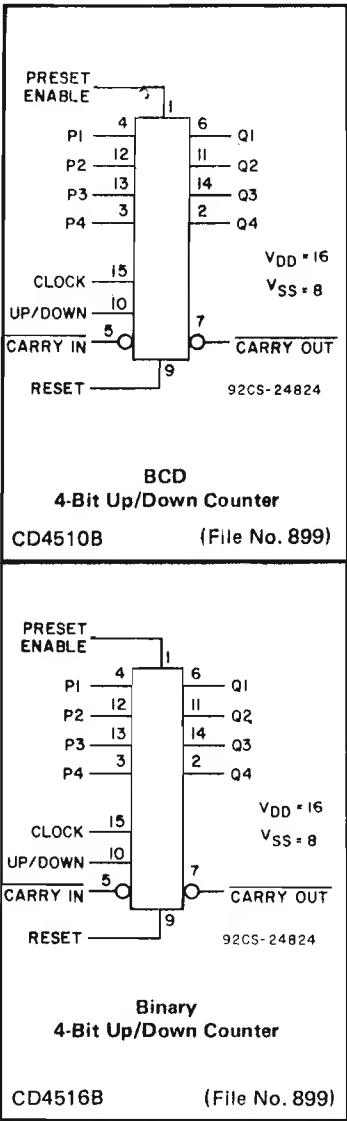 PRESET
ENABLE
1
P1 4 6 Q1
P2 12 11 Q2
P3 13 14 Q3
P4 3 2 Q4
VDD = 16
CLOCK 15
VSS = 8
UP/DOWN 10
CARRY IN 5 7 CARRY OUT
9
RESET 92CS-24824
BCD
4-Bit Up/Down Counter
CD4510B (File No. 899)
PRESET
ENABLE
1
P1 4 6 Q1
P2 12 11 Q2
P3 13 14 Q3
P4 3 2 Q4
VDD = 16
CLOCK 15
VSS = 8
UP/DOWN 10
CARRY IN 5 7 CARRY OUT
9
RESET 92CS-24824
Binary
4-Bit Up/Down Counter
CD4516B (File No. 899)